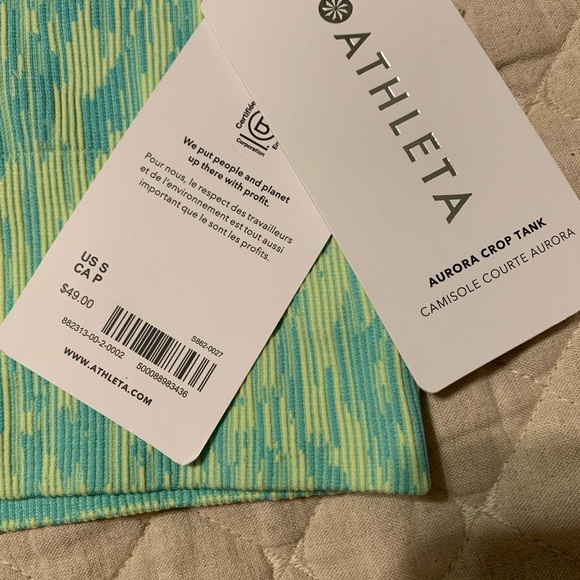 ATHLETA
AURORA CROP TANK
CAMISOLE COURTE AURORA
Certifiée
B
Corporation
We put people and planet
up there with profit.
Pour nous, le respect des travailleurs
et de l'environnement est tout aussi
important que le sont les profits.
US S
CA P
$49.00
S862-0027
882313-00-2-0002
500088983436
WWW.ATHLETA.COM